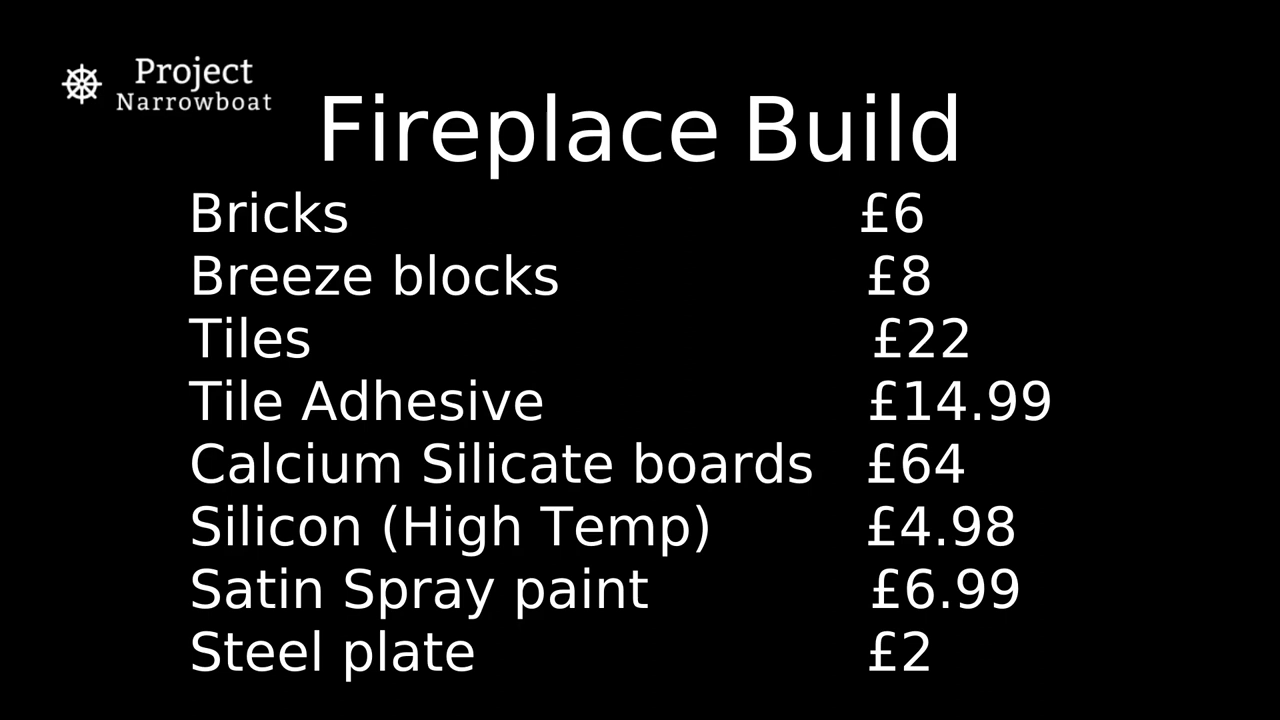 Project
Narrowboat
Fireplace Build
Bricks £6
Breeze blocks £8
Tiles £22
Tile Adhesive £14.99
Calcium Silicate boards £64
Silicon (High Temp) £4.98
Satin Spray paint £6.99
Steel plate £2